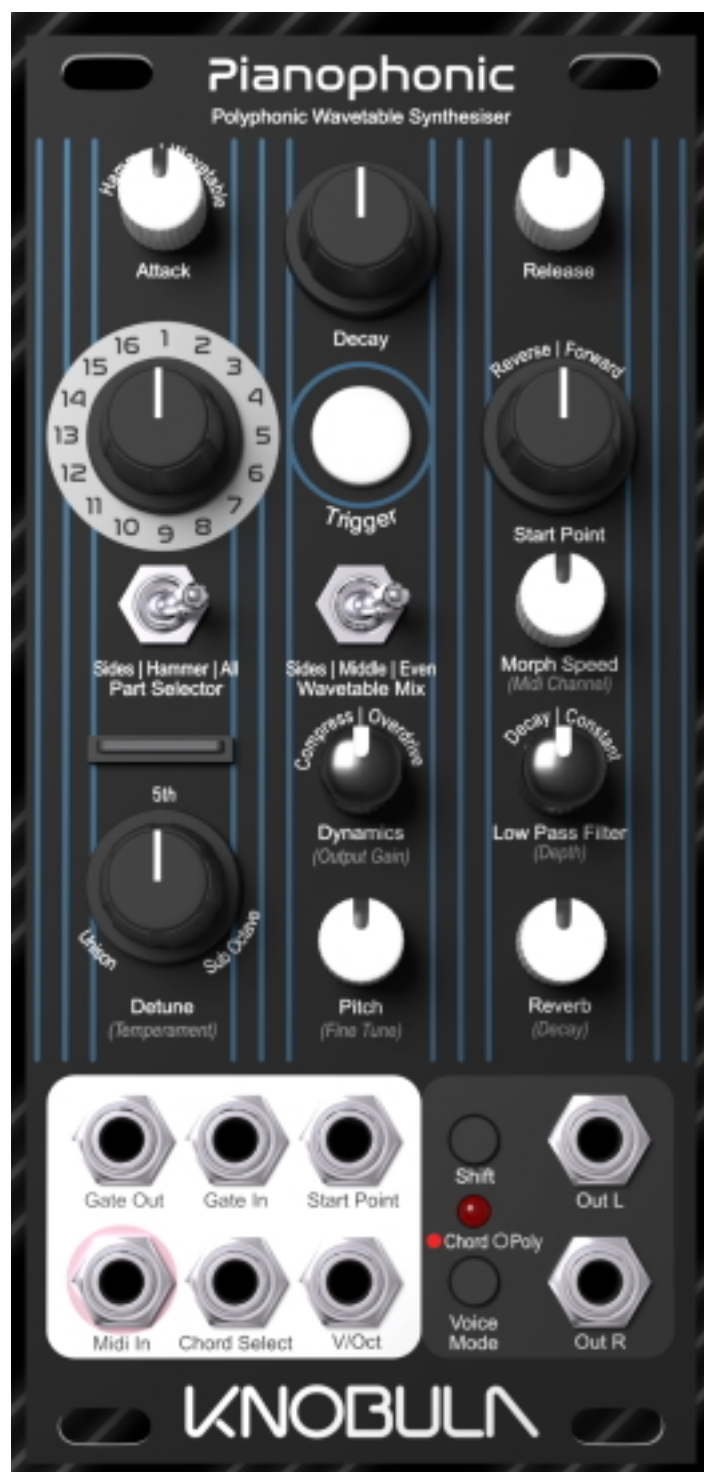 Pianophonic
Polyphonic Wavetable Synthesiser
Attack
Decay
Release
1 2 3 4 5 6 7 8 9 10 11 12 13 14 15 16
Trigger
Reverse | Forward
Start Point
Sides | Hammer | All
Part Selector
Sides | Middle | Even
Wavetable Mix
Morph Speed
(Midi Channel)
Compress | Overdrive
Dynamics
(Output Gain)
Decay | Constant
Low Pass Filter
(Depth)
5th
Unison
Sub Octave
Detune
(Temperament)
Pitch
(Fine Tune)
Reverb
(Decay)
Gate Out
Gate In
Start Point
Midi In
Chord Select
V/Oct
Shift
Chord Poly
Voice
Mode
Out L
Out R
KNOBULA